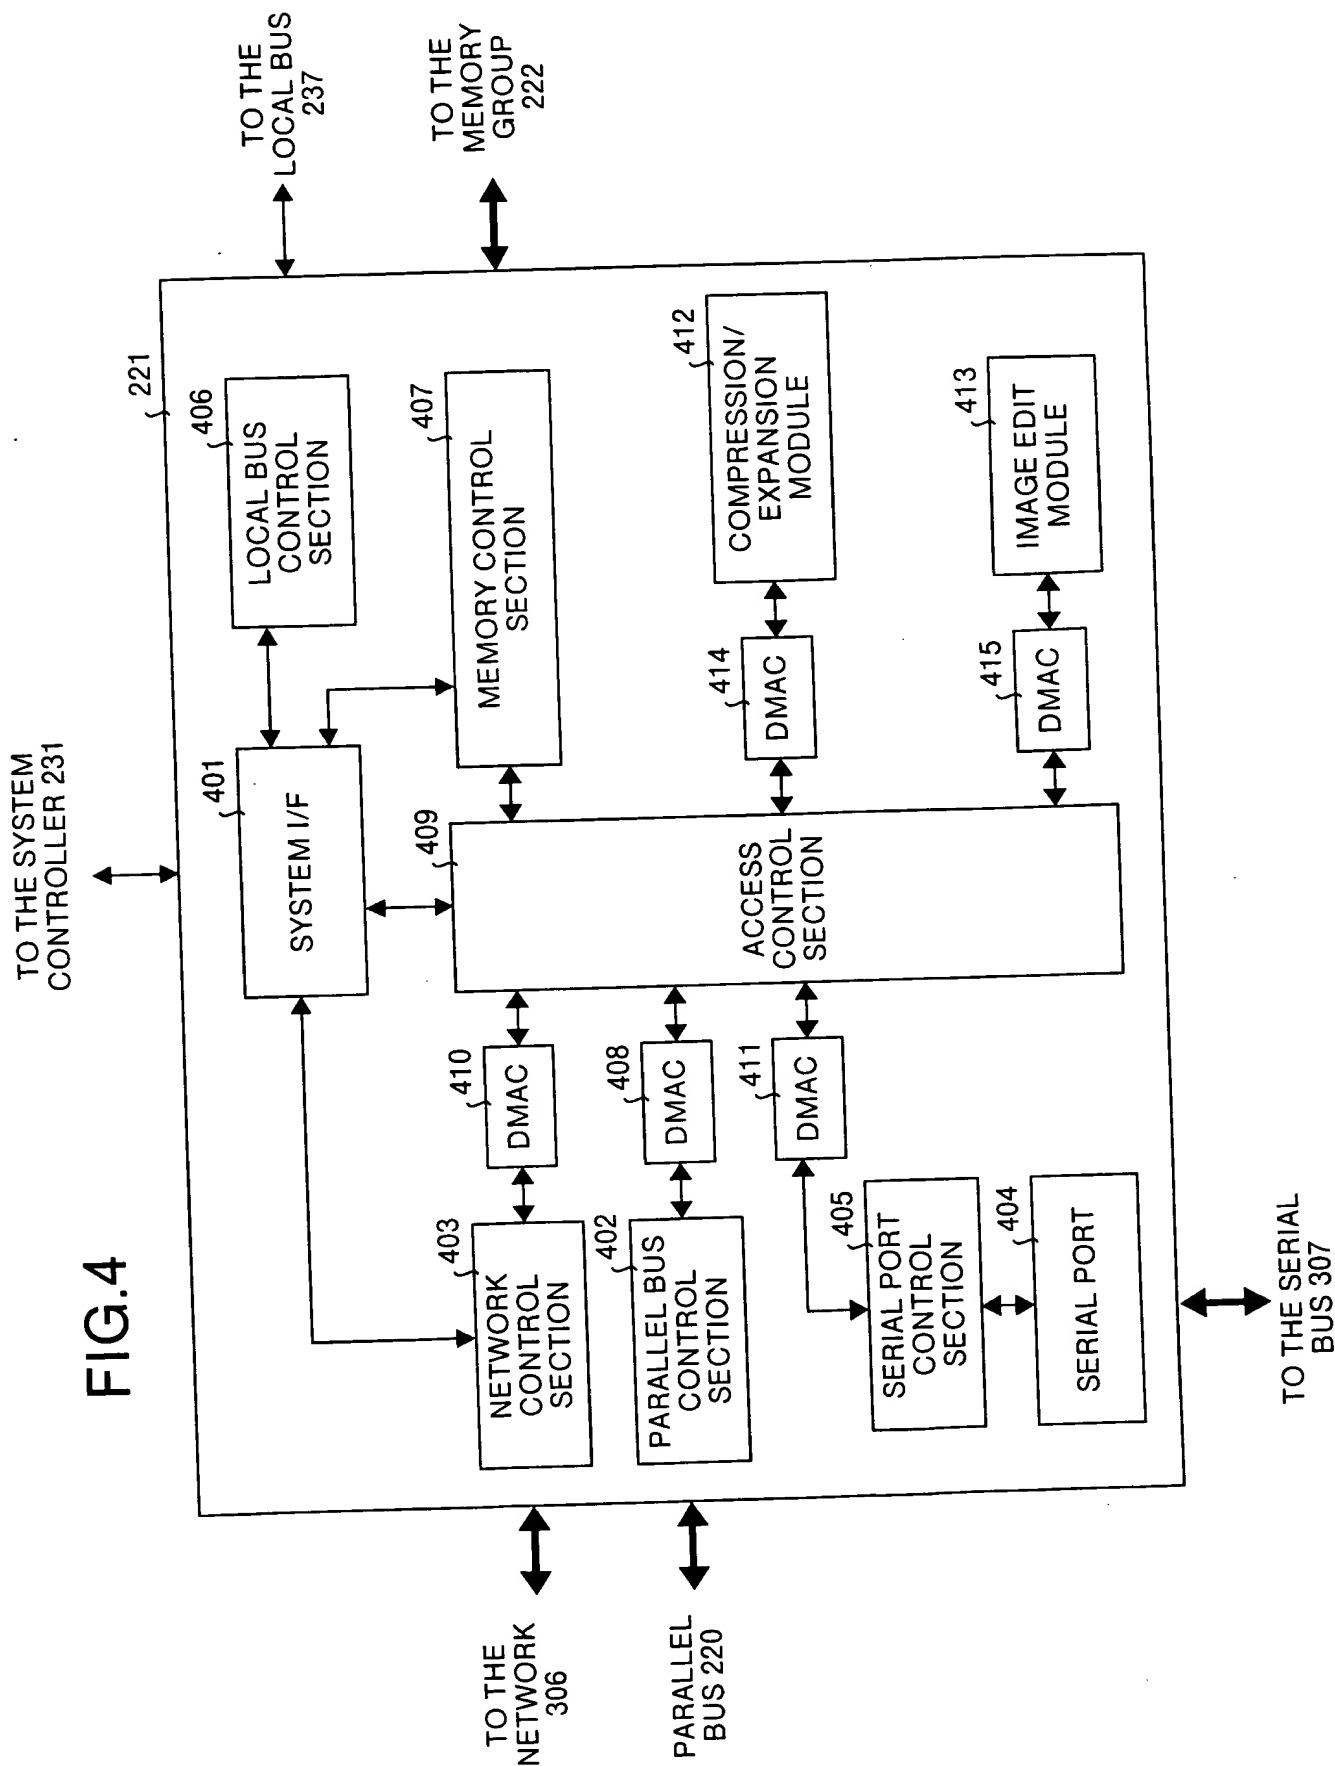 FIG.4
TO THE SYSTEM
CONTROLLER 231
221
401
SYSTEM I/F
406
LOCAL BUS
CONTROL
SECTION
TO THE
LOCAL BUS
237
407
MEMORY CONTROL
SECTION
TO THE
MEMORY
GROUP
222
409
ACCESS
CONTROL
SECTION
TO THE
NETWORK
306
403
NETWORK
CONTROL
SECTION
410
DMAC
PARALLEL
BUS 220
402
PARALLEL BUS
CONTROL
SECTION
408
DMAC
411
DMAC
405
SERIAL PORT
CONTROL
SECTION
404
SERIAL PORT
414
DMAC
412
COMPRESSION/
EXPANSION
MODULE
415
DMAC
413
IMAGE EDIT
MODULE
TO THE SERIAL
BUS 307